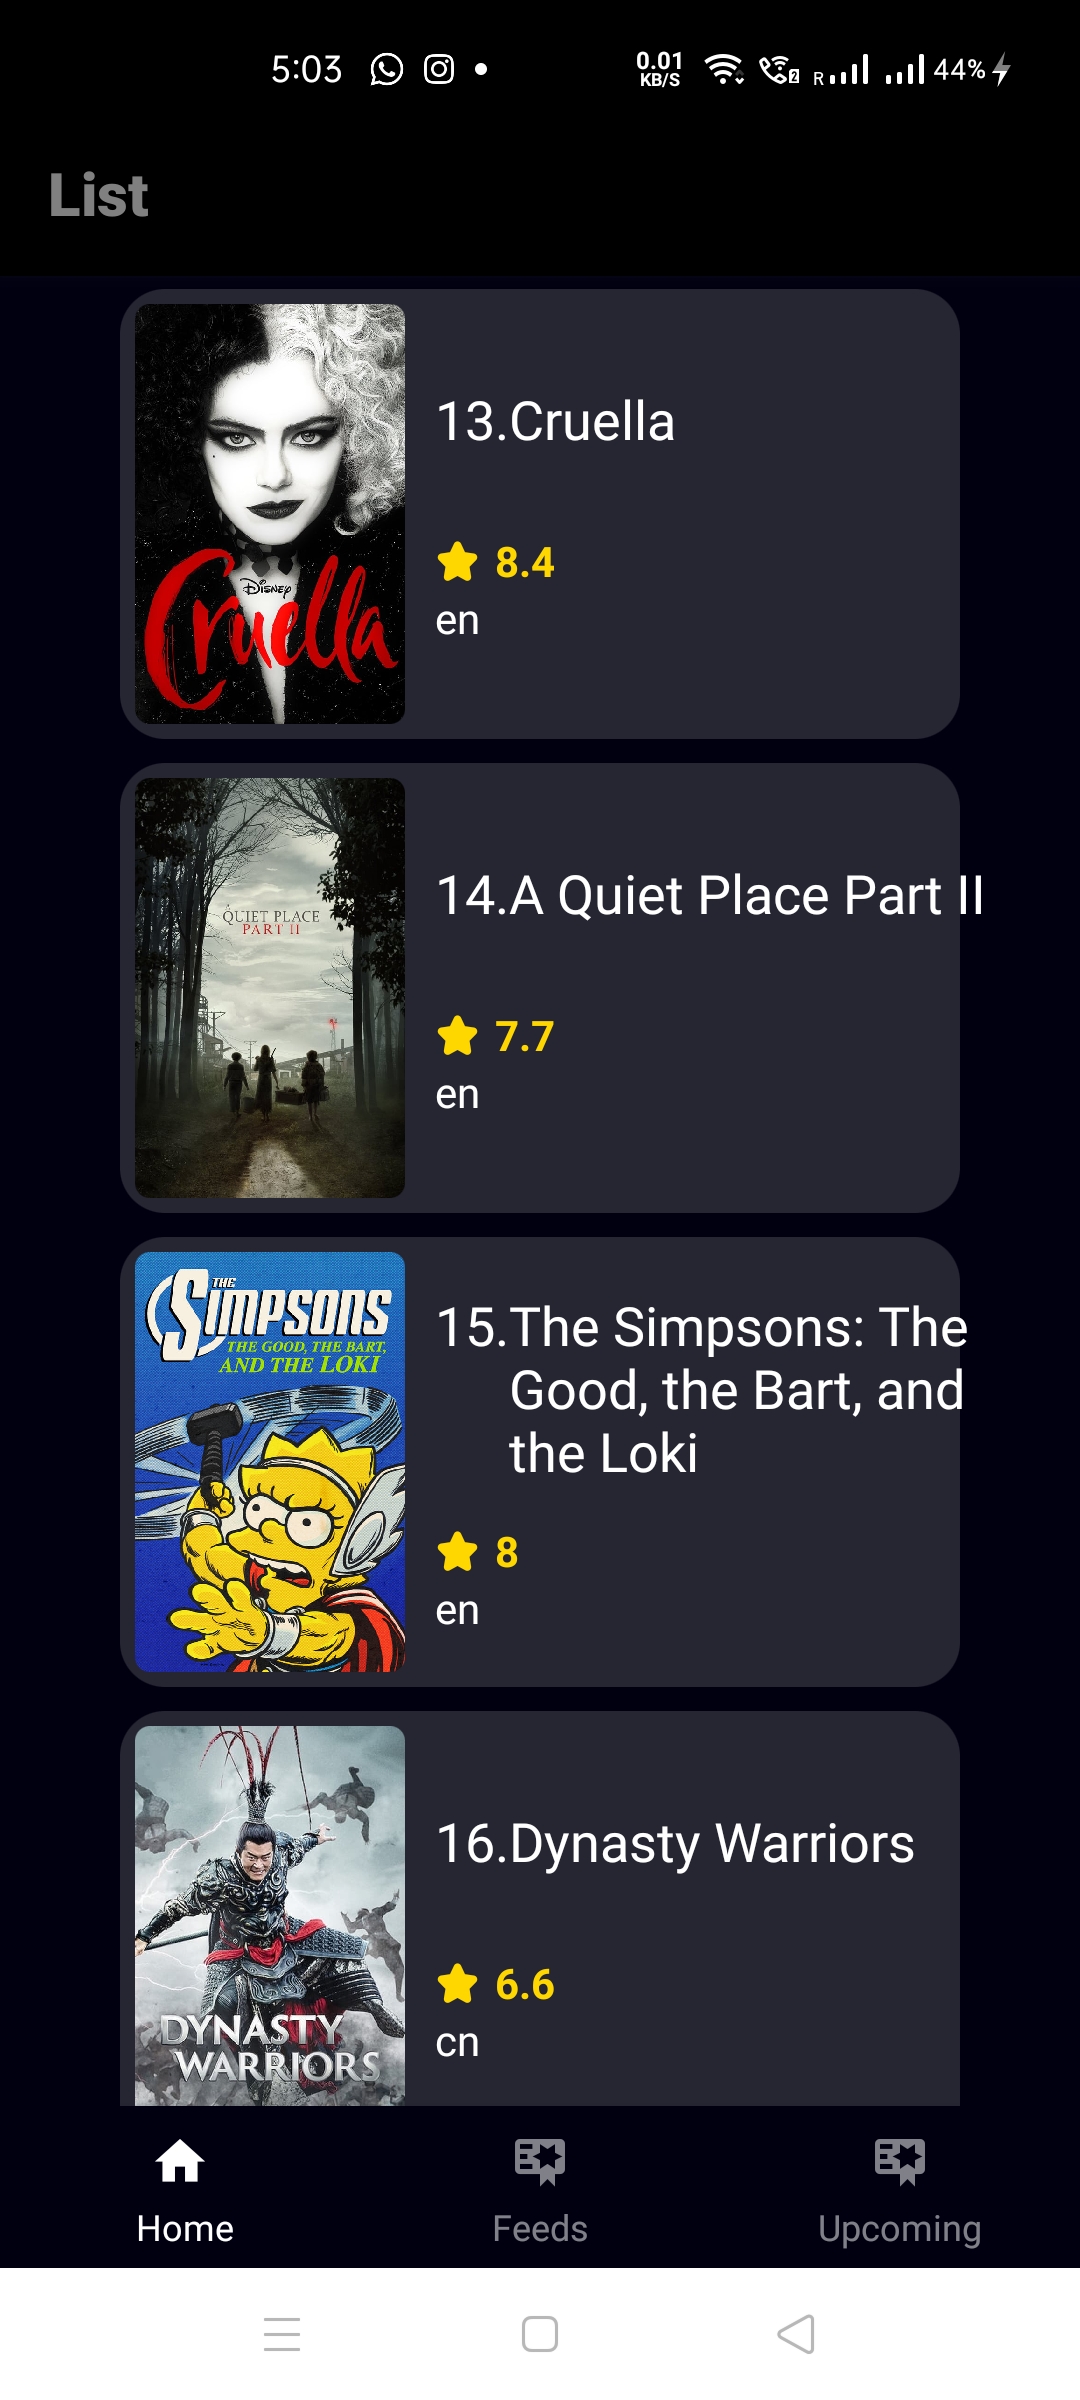 5:03 0.01 KB/S 2 R 44%
List
Disney
Cruella
13.Cruella
8.4
en
A QUIET PLACE
PART II
14.A Quiet Place Part II
7.7
en
THE
SIMPSONS
THE GOOD, THE BART,
AND THE LOKI
15.The Simpsons: The
Good, the Bart, and
the Loki
8
en
DYNASTY
WARRIORS
16.Dynasty Warriors
6.6
cn
Home Feeds Upcoming